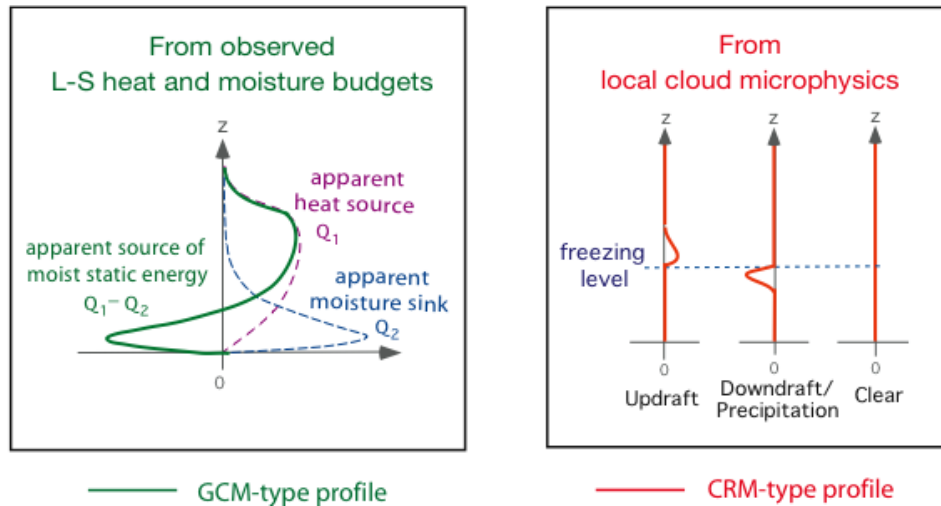 From observed
L-S heat and moisture budgets
z
apparent
heat source
Q₁
apparent source of
moist static energy
Q₁ – Q₂
apparent
moisture sink
Q₂
0
GCM-type profile
From
local cloud microphysics
z z z
freezing
level
0 0 0
Updraft Downdraft/ Clear
Precipitation
CRM-type profile